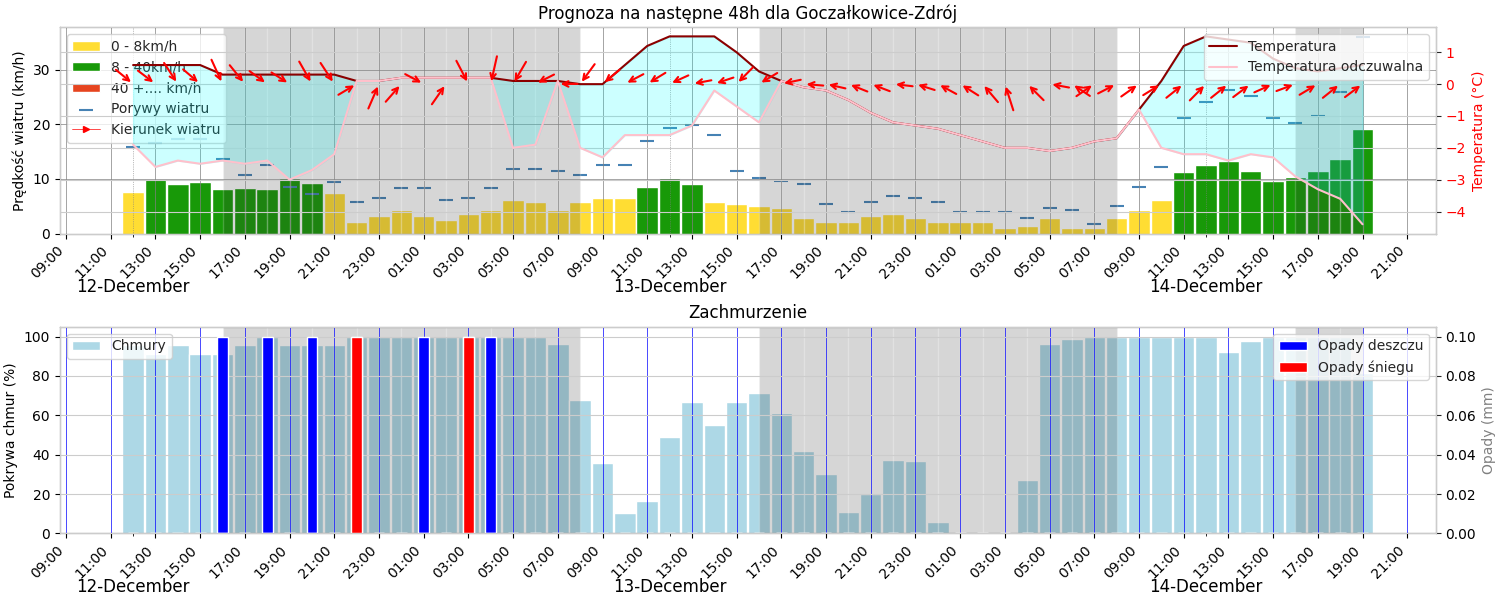 Prognoza na następne 48h dla Goczałkowice-Zdrój
Prędkość wiatru (km/h)
30
20
10
0
0 - 8km/h
8 - 40km/h
40 +.... km/h
Porywy wiatru
Kierunek wiatru
Temperatura
Temperatura odczuwalna
1
0
−1
−2
−3
−4
Temperatura (°C)
09:00 11:00 13:00 15:00 17:00 19:00 21:00 23:00 01:00 03:00 05:00 07:00 09:00 11:00 13:00 15:00 17:00 19:00 21:00 23:00 01:00 03:00 05:00 07:00 09:00 11:00 13:00 15:00 17:00 19:00 21:00
12-December 13-December 14-December
Zachmurzenie
Pokrywa chmur (%)
100
80
60
40
20
0
Chmury
Opady deszczu
Opady śniegu
0.10
0.08
0.06
0.04
0.02
0.00
Opady (mm)
09:00 11:00 13:00 15:00 17:00 19:00 21:00 23:00 01:00 03:00 05:00 07:00 09:00 11:00 13:00 15:00 17:00 19:00 21:00 23:00 01:00 03:00 05:00 07:00 09:00 11:00 13:00 15:00 17:00 19:00 21:00
12-December 13-December 14-December